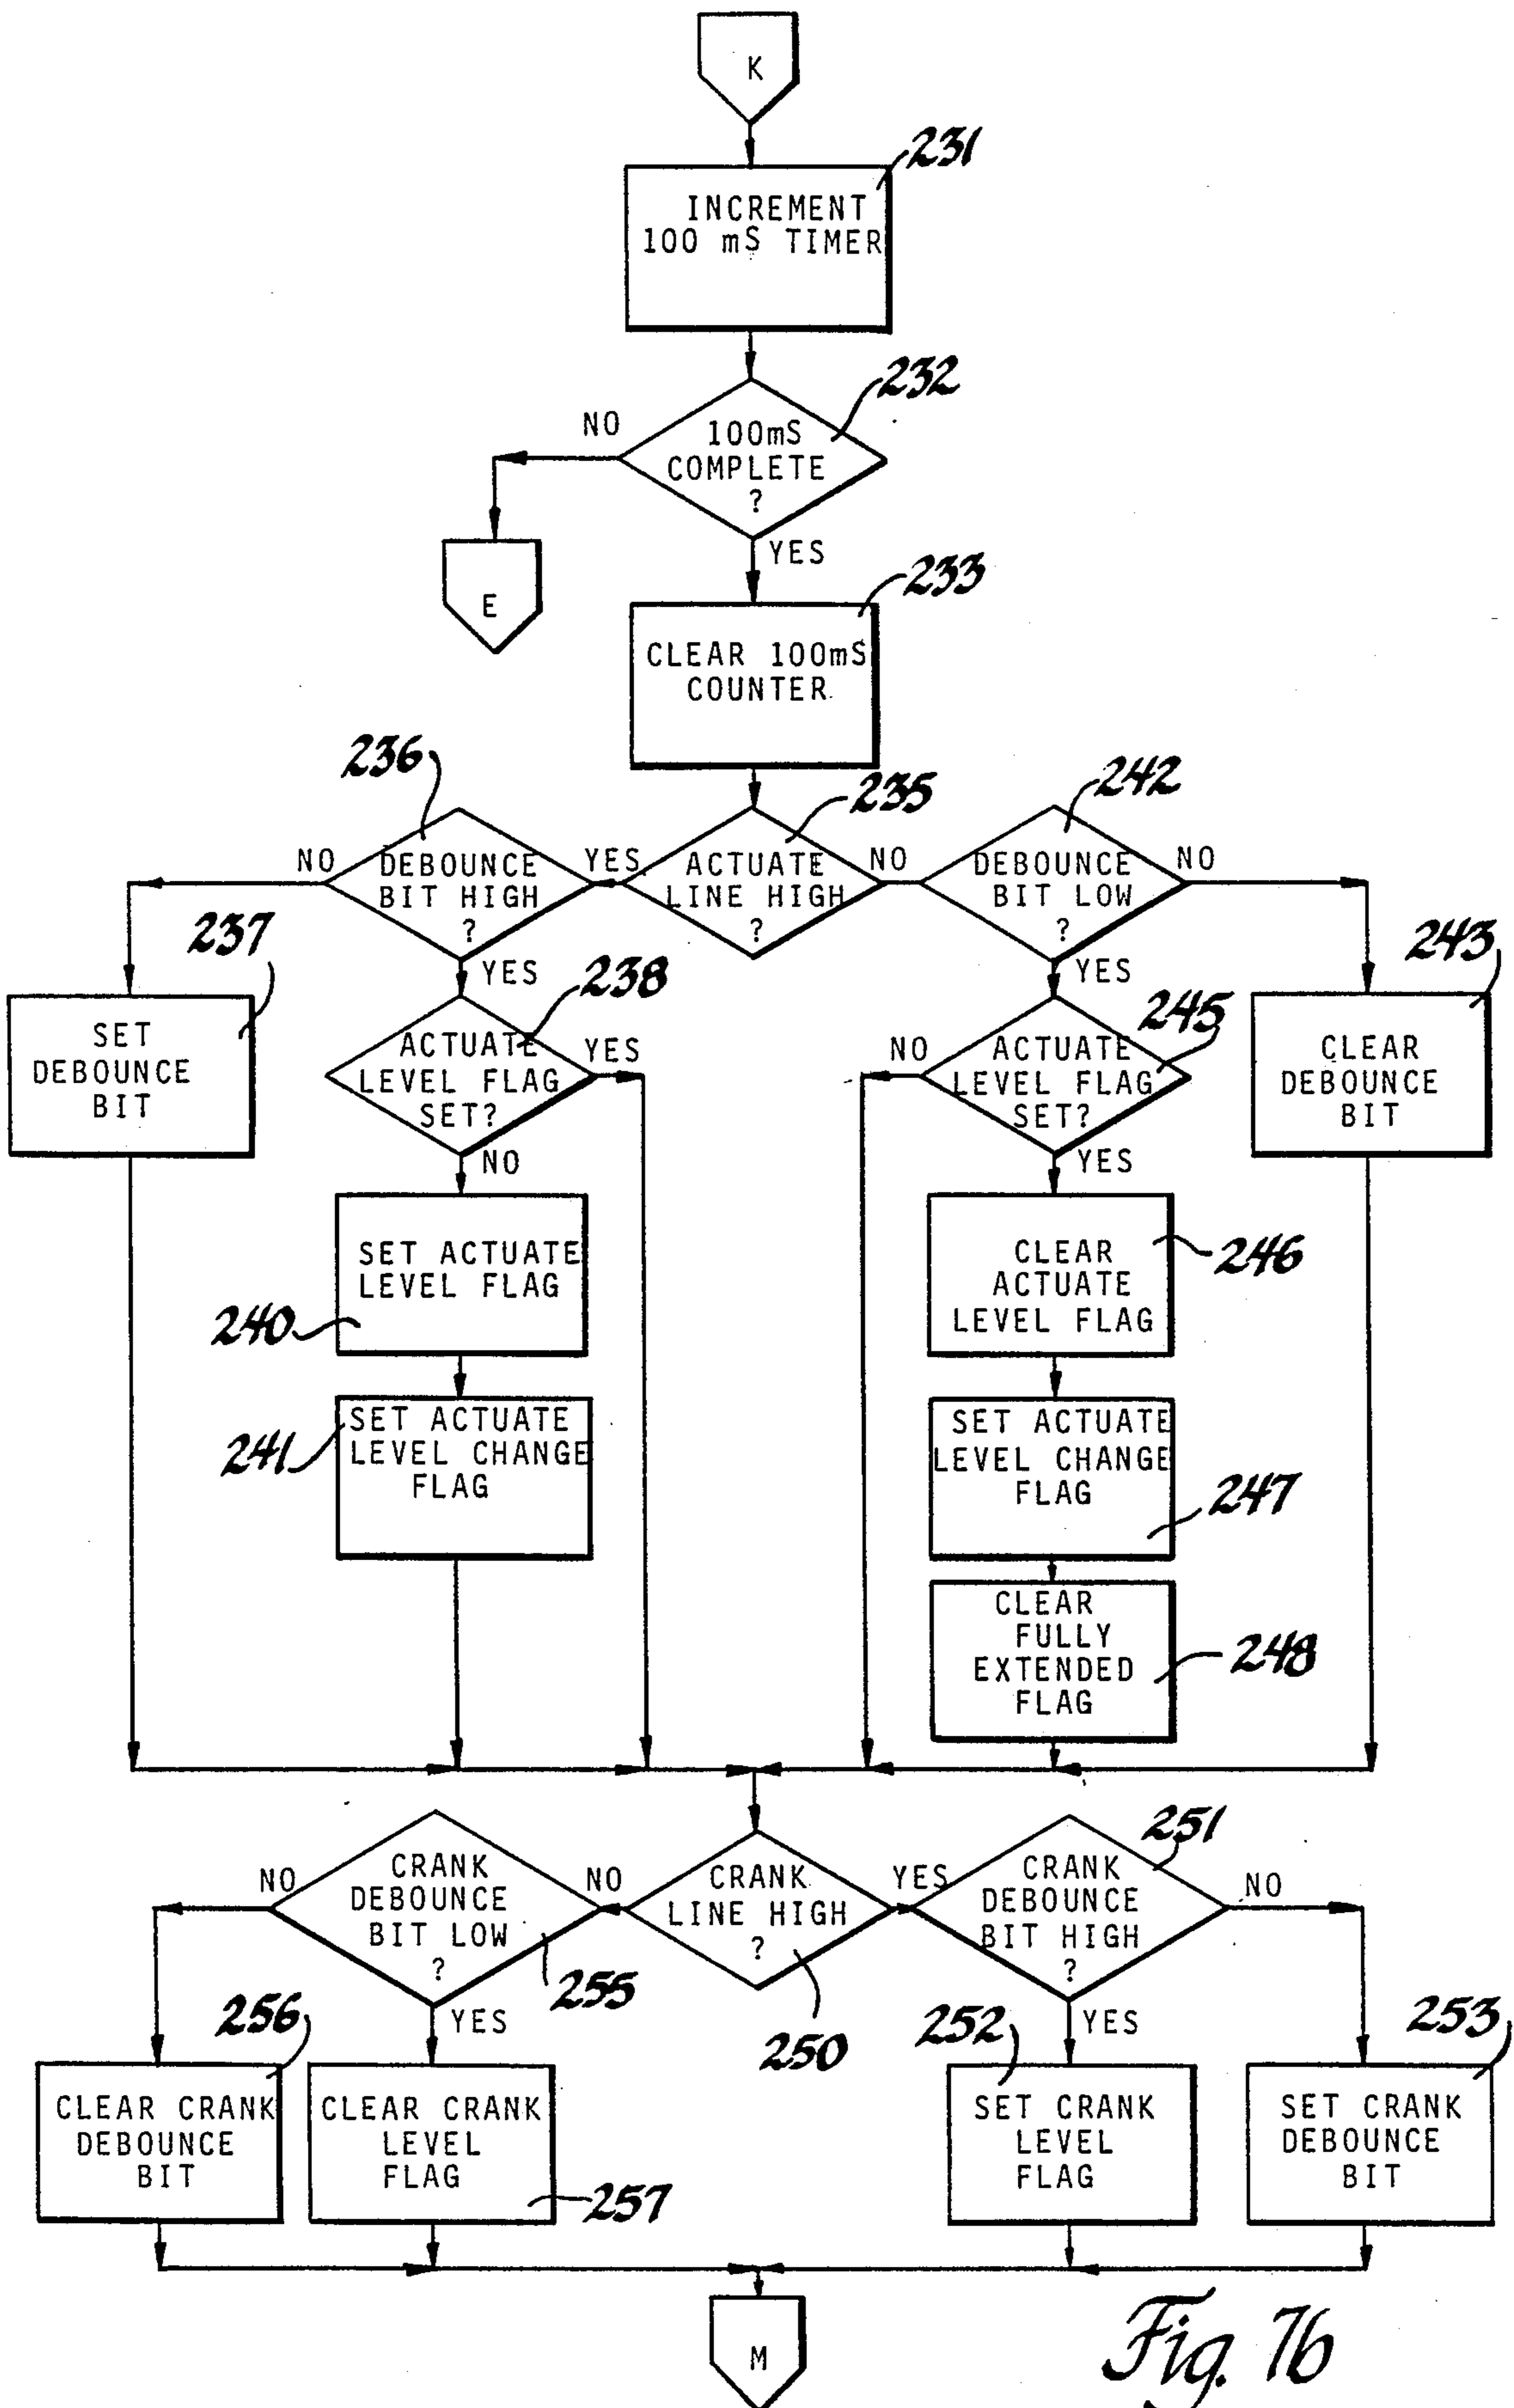 K
231
INCREMENT
100 mS TIMER
232
NO
100mS
COMPLETE
?
YES
E
233
CLEAR 100mS
COUNTER
236
235
242
NO
DEBOUNCE
BIT HIGH
?
YES
ACTUATE
LINE HIGH
?
NO
DEBOUNCE
BIT LOW
?
NO
237
YES
238
YES
243
245
SET
DEBOUNCE
BIT
ACTUATE
LEVEL FLAG
SET?
YES
NO
ACTUATE
LEVEL FLAG
SET?
CLEAR
DEBOUNCE
BIT
NO
YES
SET ACTUATE
LEVEL FLAG
240
CLEAR
ACTUATE
LEVEL FLAG
246
SET ACTUATE
LEVEL CHANGE
FLAG
241
SET ACTUATE
LEVEL CHANGE
FLAG
247
CLEAR
FULLY
EXTENDED
FLAG
248
251
NO
CRANK
DEBOUNCE
BIT LOW
?
NO
CRANK
LINE HIGH
?
YES
CRANK
DEBOUNCE
BIT HIGH
?
NO
255
250
256
YES
252
YES
253
CLEAR CRANK
DEBOUNCE
BIT
CLEAR CRANK
LEVEL
FLAG
257
SET CRANK
LEVEL
FLAG
SET CRANK
DEBOUNCE
BIT
M
Fig. 7b